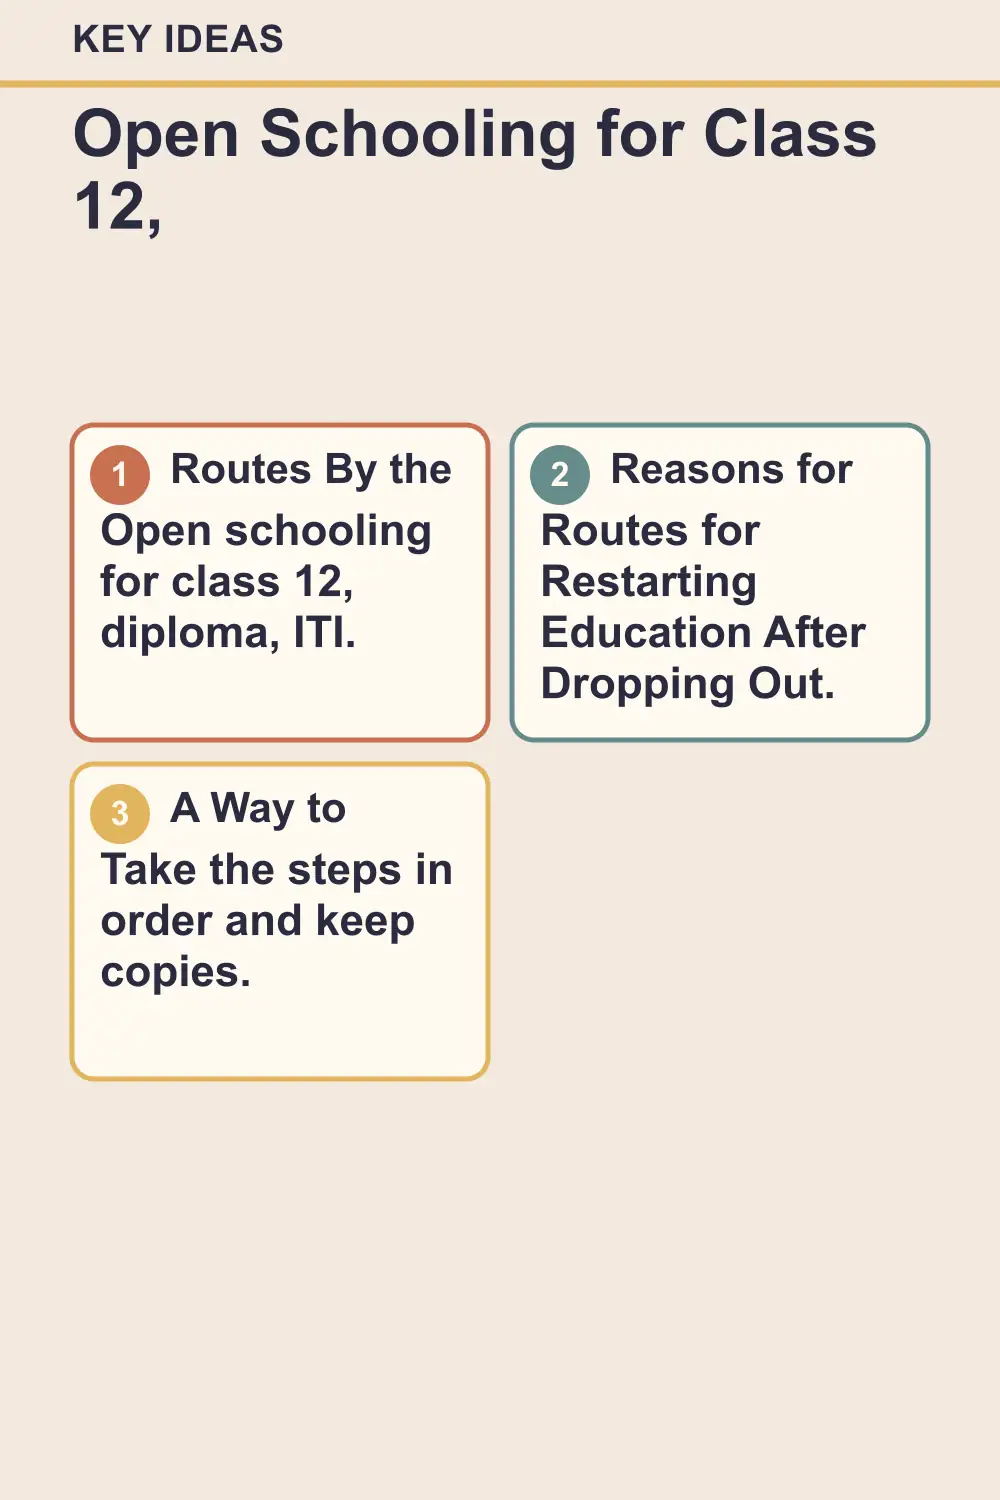 KEY IDEAS
Open Schooling for Class
12,
1 Routes By the
Open schooling
for class 12,
diploma, ITI.
2 Reasons for
Routes for
Restarting
Education After
Dropping Out.
3 A Way to
Take the steps in
order and keep
copies.